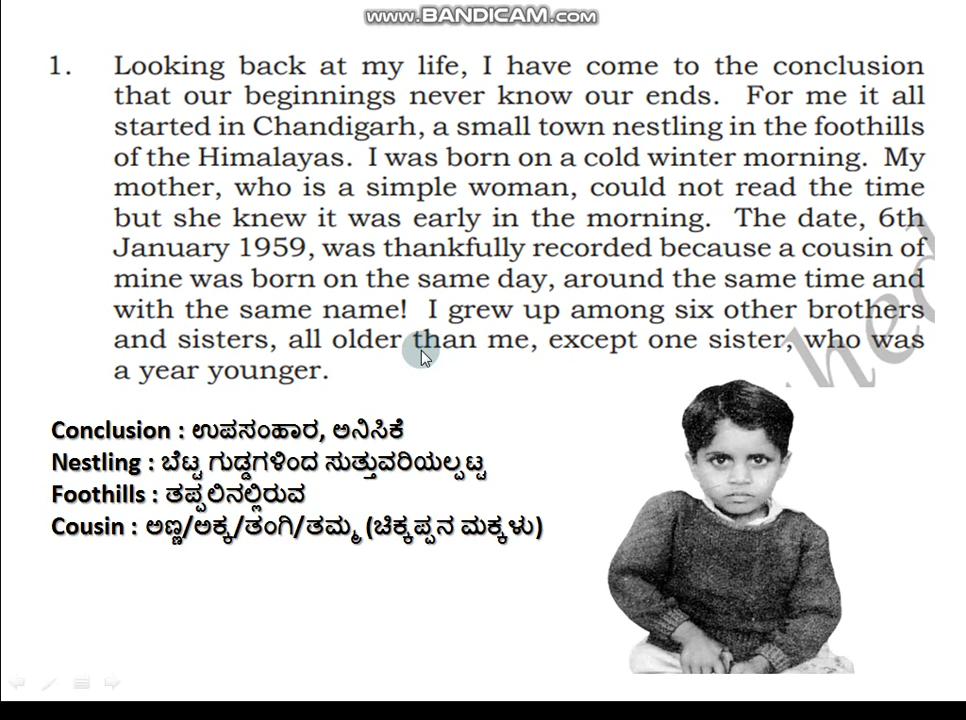 www.BANDICAM.com
1. Looking back at my life, I have come to the conclusion
that our beginnings never know our ends. For me it all
started in Chandigarh, a small town nestling in the foothills
of the Himalayas. I was born on a cold winter morning. My
mother, who is a simple woman, could not read the time
but she knew it was early in the morning. The date, 6th
January 1959, was thankfully recorded because a cousin of
mine was born on the same day, around the same time and
with the same name! I grew up among six other brothers
and sisters, all older than me, except one sister, who was
a year younger.
Conclusion : ಉಪಸಂಹಾರ, ಅನಿಸಿಕೆ
Nestling : ಬೆಟ್ಟ ಗುಡ್ಡಗಳಿಂದ ಸುತ್ತುವರಿಯಲ್ಪಟ್ಟ
Foothills : ತಪ್ಪಲಿನಲ್ಲಿರುವ
Cousin : ಅಣ್ಣ/ಅಕ್ಕ/ತಂಗಿ/ತಮ್ಮ (ಚಿಕ್ಕಪ್ಪನ ಮಕ್ಕಳು)